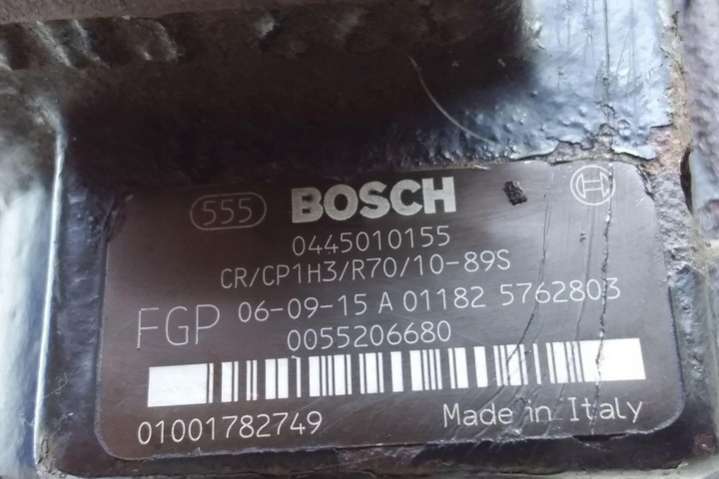 555 BOSCH
0445010155
CR/CP1H3/R70/10-89S
FGP 06-09-15 A 01182 5762803
0055206680
01001782749 Made in Italy